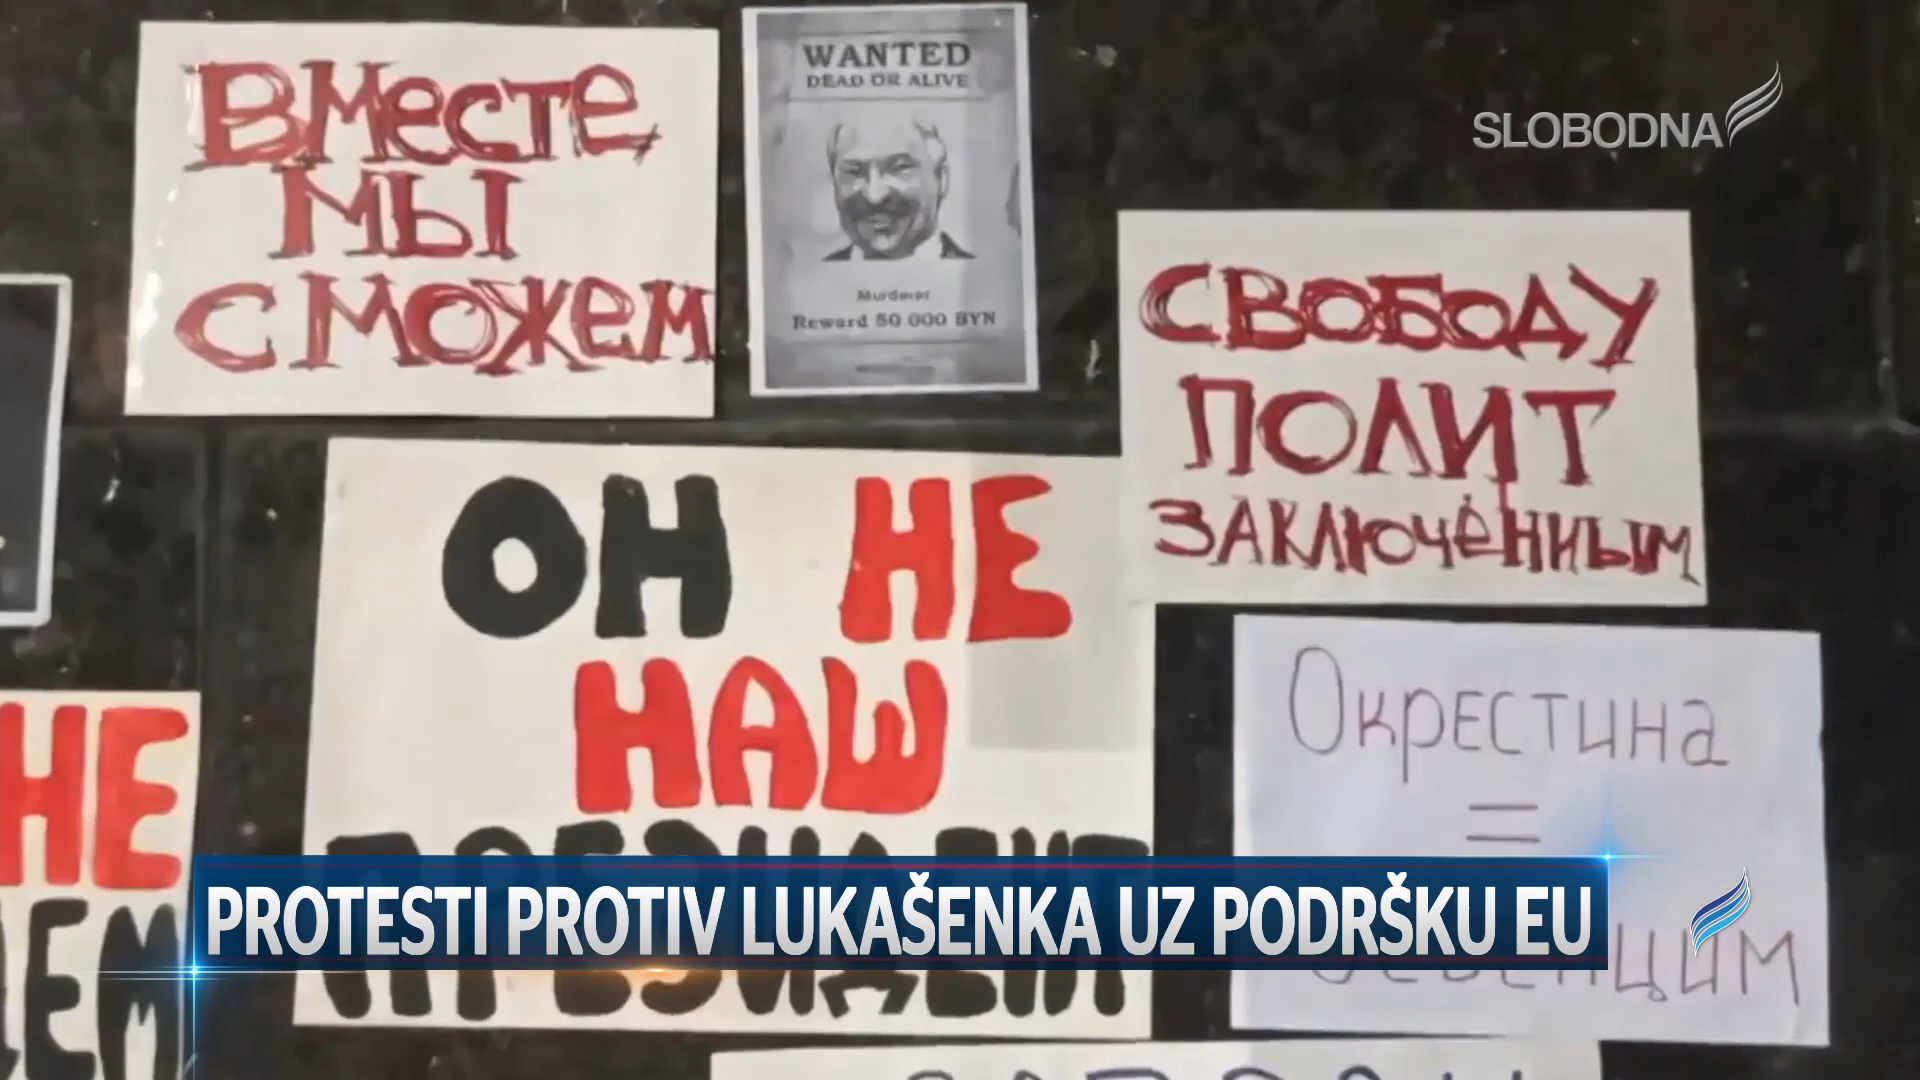 ВМесте
МЫ
СМОЖеМ
WANTED
DEAD OR ALIVE
Murderer
Reward 50 000 BYN
SLOBODNA
СВОБОДУ
ПОЛИТ
ЗАКЛЮЧЁННЫМ
ОН НЕ
НАШ
ПРЕЗИДЕНТ
Окрестина
=
НЕ
PROTESTI PROTIV LUKAŠENKA UZ PODRŠKU EU